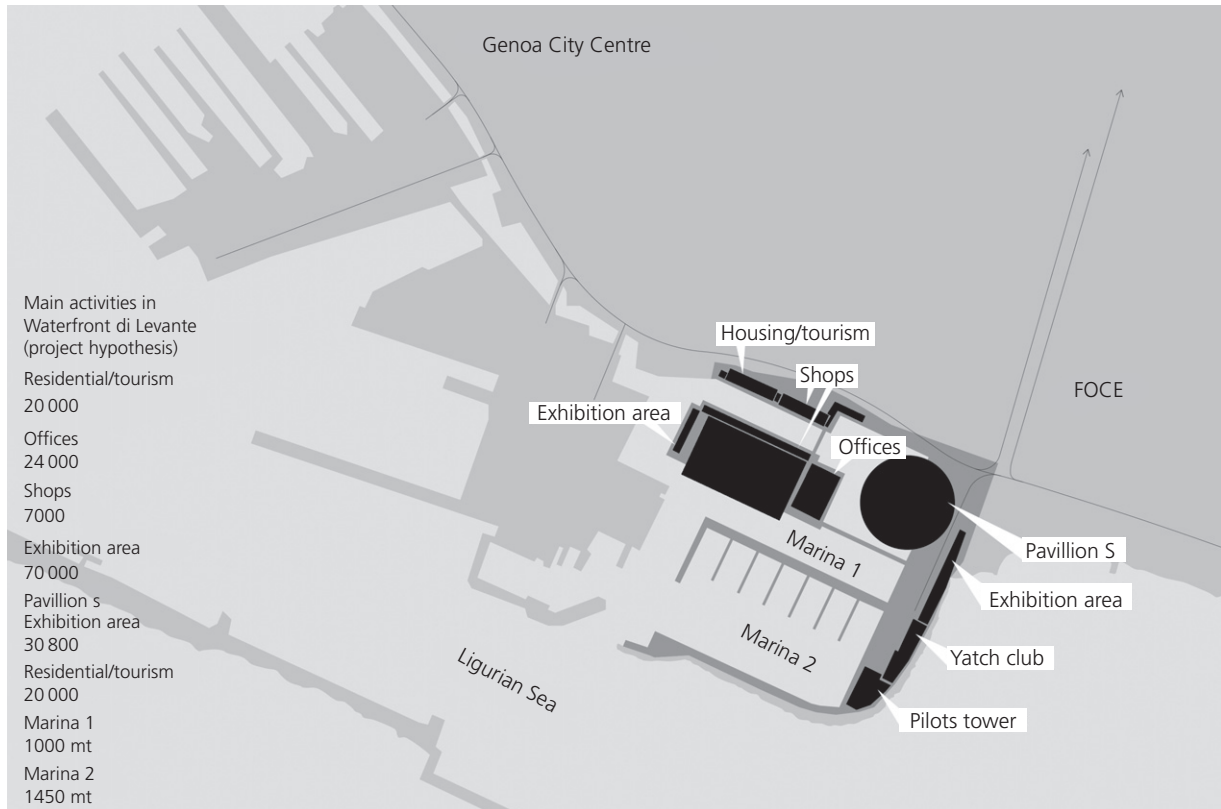 Genoa City Centre
Main activities in
Waterfront di Levante
(project hypothesis)
Residential/tourism
20 000
Offices
24 000
Shops
7000
Exhibition area
70 000
Pavillion s
Exhibition area
30 800
Residential/tourism
20 000
Marina 1
1000 mt
Marina 2
1450 mt
Housing/tourism
Shops
FOCE
Exhibition area
Offices
Pavillion S
Marina 1
Exhibition area
Marina 2
Yatch club
Ligurian Sea
Pilots tower